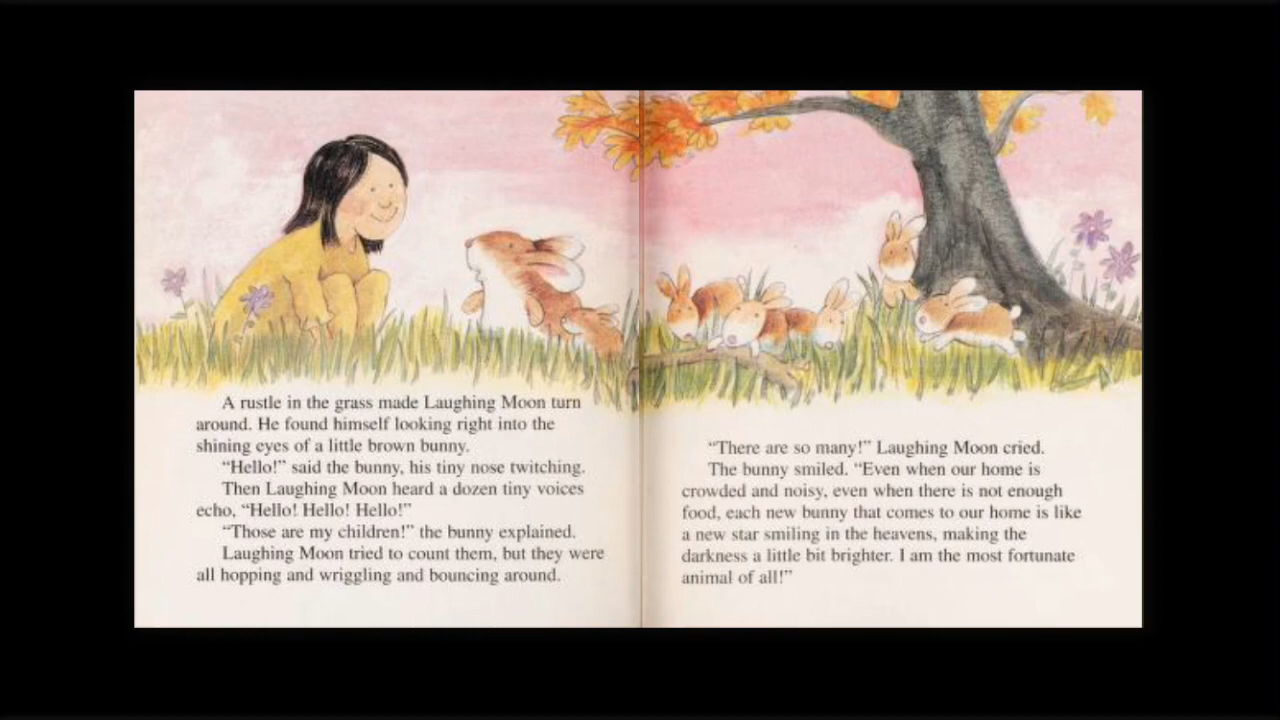 A rustle in the grass made Laughing Moon turn
around. He found himself looking right into the
shining eyes of a little brown bunny.
“Hello!” said the bunny, his tiny nose twitching.
Then Laughing Moon heard a dozen tiny voices
echo, “Hello! Hello! Hello!”
“Those are my children!” the bunny explained.
Laughing Moon tried to count them, but they were
all hopping and wriggling and bouncing around.
“There are so many!” Laughing Moon cried.
The bunny smiled. “Even when our home is
crowded and noisy, even when there is not enough
food, each new bunny that comes to our home is like
a new star smiling in the heavens, making the
darkness a little bit brighter. I am the most fortunate
animal of all!”